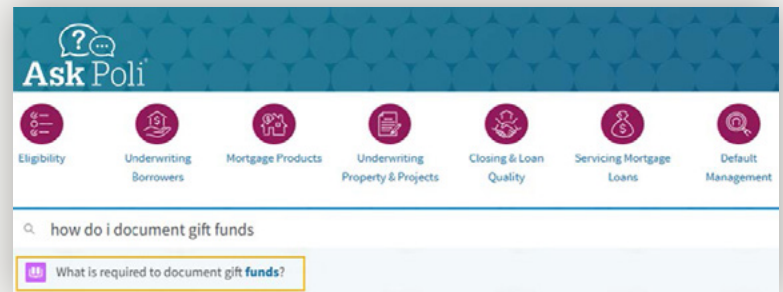 Ask Poli
Eligibility
Underwriting
Borrowers
Mortgage Products
Underwriting
Property & Projects
Closing & Loan
Quality
Servicing Mortgage
Loans
Default
Management
how do i document gift funds
What is required to document gift funds?